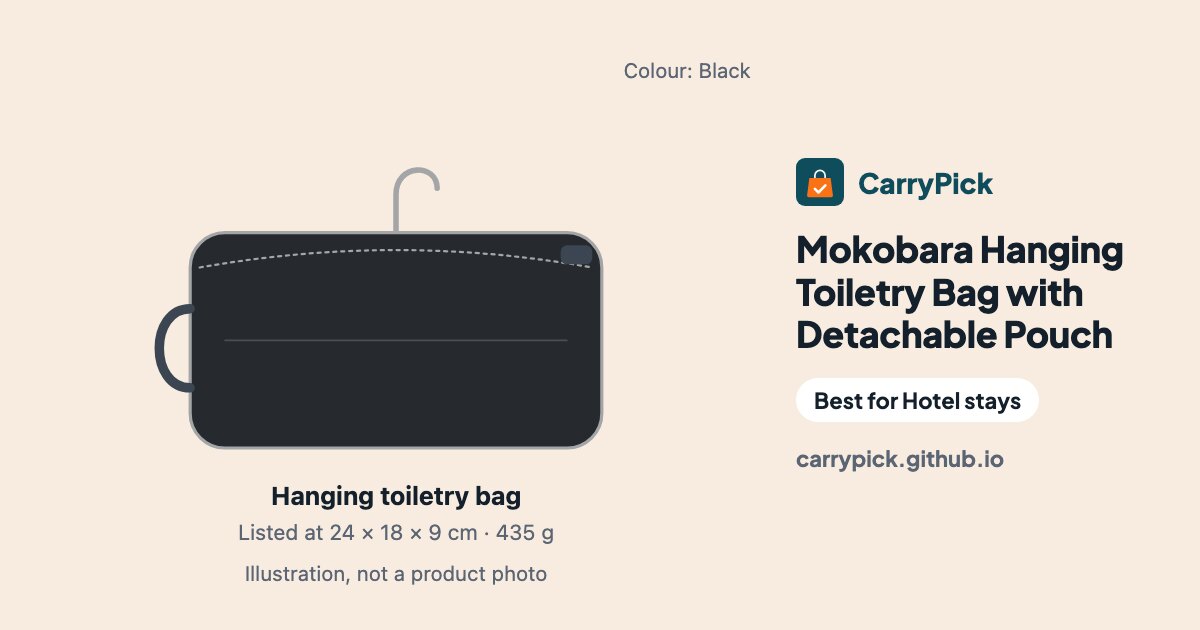 Colour: Black
CarryPick
Mokobara Hanging
Toiletry Bag with
Detachable Pouch
Best for Hotel stays
carrypick.github.io
Hanging toiletry bag
Listed at 24 × 18 × 9 cm · 435 g
Illustration, not a product photo